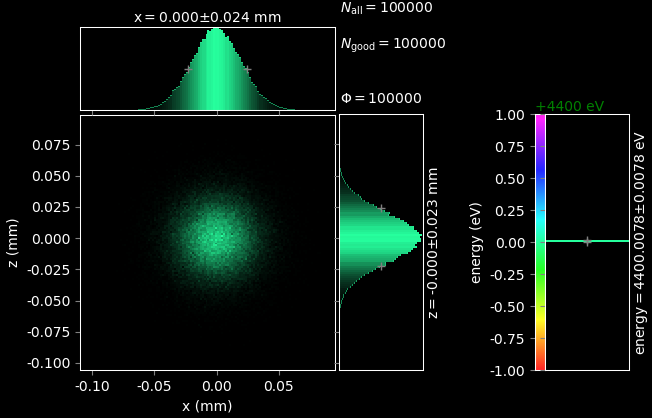 x = 0.000±0.024 mm
N_all = 100000
N_good = 100000
Φ = 100000
0.075
0.050
0.025
0.000
-0.025
-0.050
-0.075
-0.100
z (mm)
-0.10
-0.05
0.00
0.05
x (mm)
z = -0.000±0.023 mm
+4400 eV
1.00
0.75
0.50
0.25
0.00
-0.25
-0.50
-0.75
-1.00
energy (eV)
energy = 4400.0078±0.0078 eV